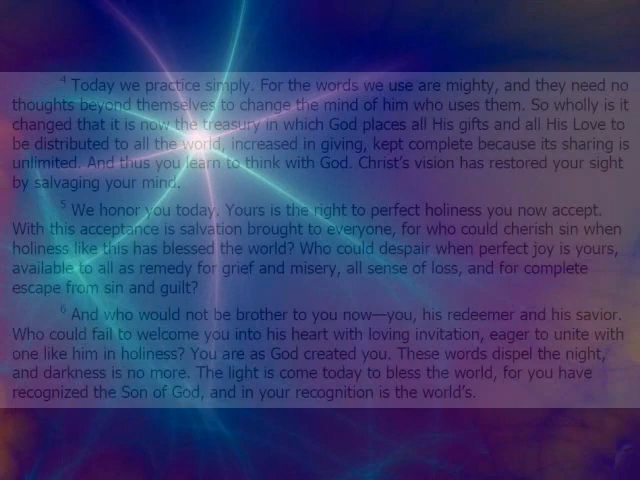 4 Today we practice simply. For the words we use are mighty, and they need no
thoughts beyond themselves to change the mind of him who uses them. So wholly is it
changed that it is now the treasury in which God places all His gifts and all His Love to
be distributed to all the world, increased in giving, kept complete because its sharing is
unlimited. And thus you learn to think with God. Christ's vision has restored your sight
by salvaging your mind.
5 We honor you today. Yours is the right to perfect holiness you now accept.
With this acceptance is salvation brought to everyone, for who could cherish sin when
holiness like this has blessed the world? Who could despair when perfect joy is yours,
available to all as remedy for grief and misery, all sense of loss, and for complete
escape from sin and guilt?
6 And who would not be brother to you now—you, his redeemer and his savior.
Who could fail to welcome you into his heart with loving invitation, eager to unite with
one like him in holiness? You are as God created you. These words dispel the night,
and darkness is no more. The light is come today to bless the world, for you have
recognized the Son of God, and in your recognition is the world's.